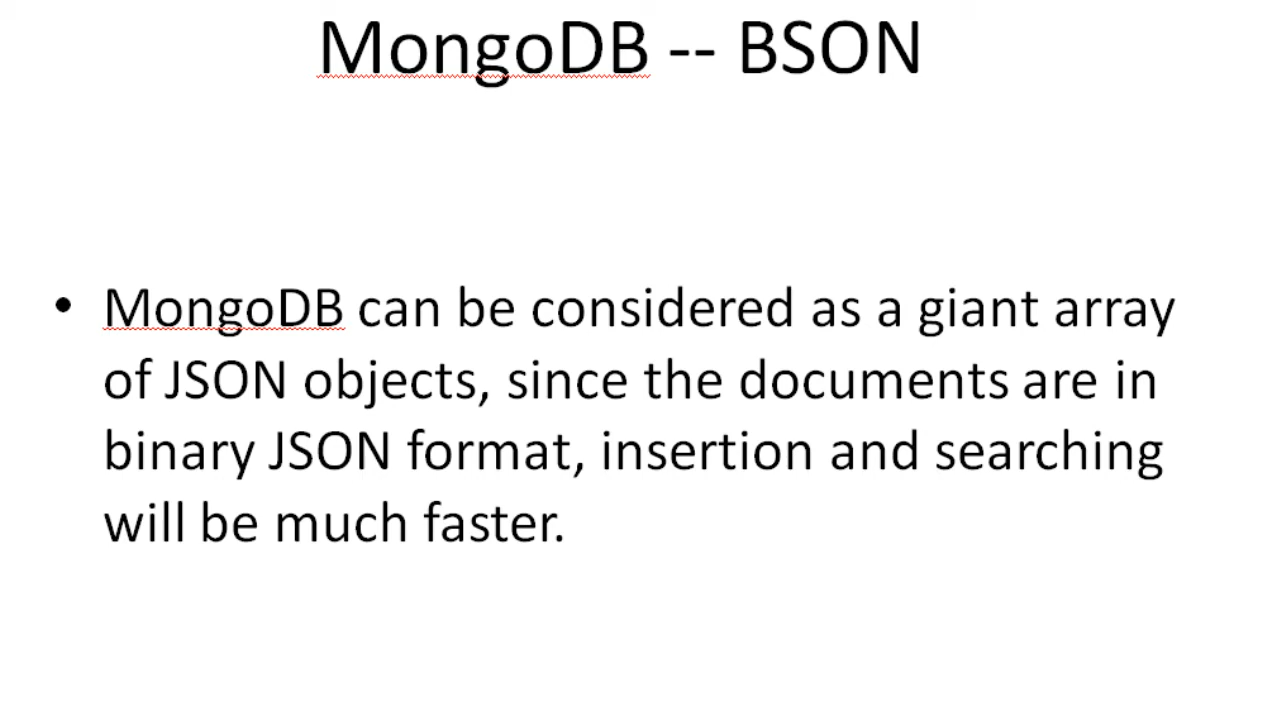 MongoDB -- BSON
• MongoDB can be considered as a giant array
of JSON objects, since the documents are in
binary JSON format, insertion and searching
will be much faster.